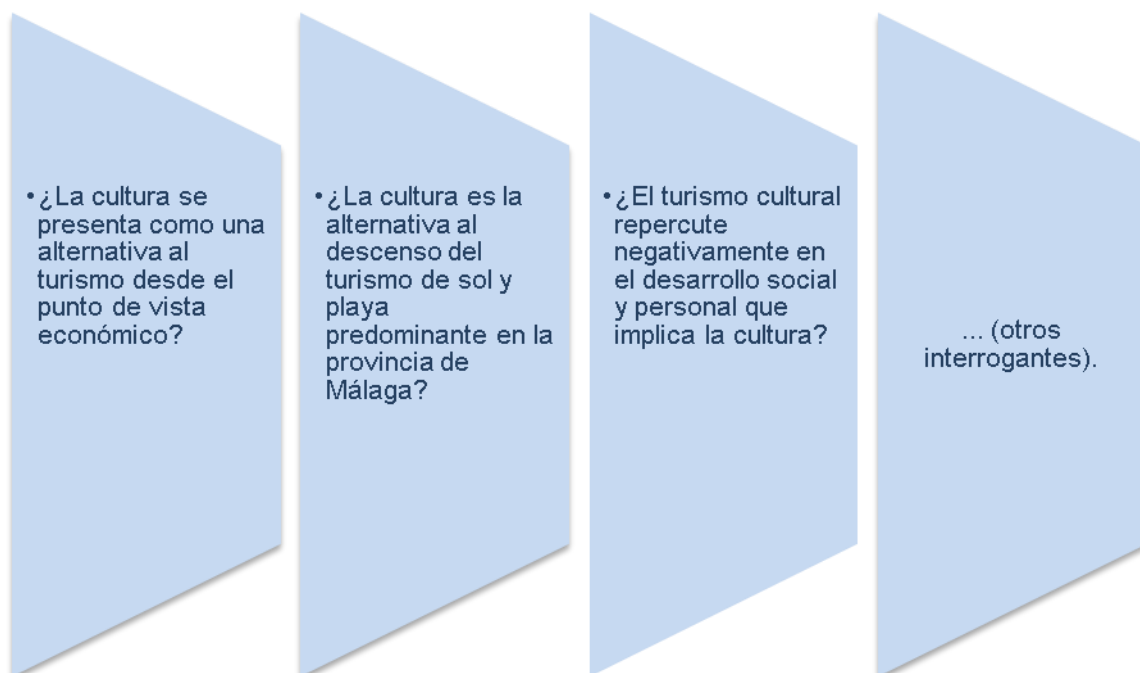 • ¿La cultura se
presenta como una
alternativa al
turismo desde el
punto de vista
económico?
• ¿La cultura es la
alternativa al
descenso del
turismo de sol y
playa
predominante en la
provincia de
Málaga?
• ¿El turismo cultural
repercute
negativamente en
el desarrollo social
y personal que
implica la cultura?
... (otros
interrogantes).